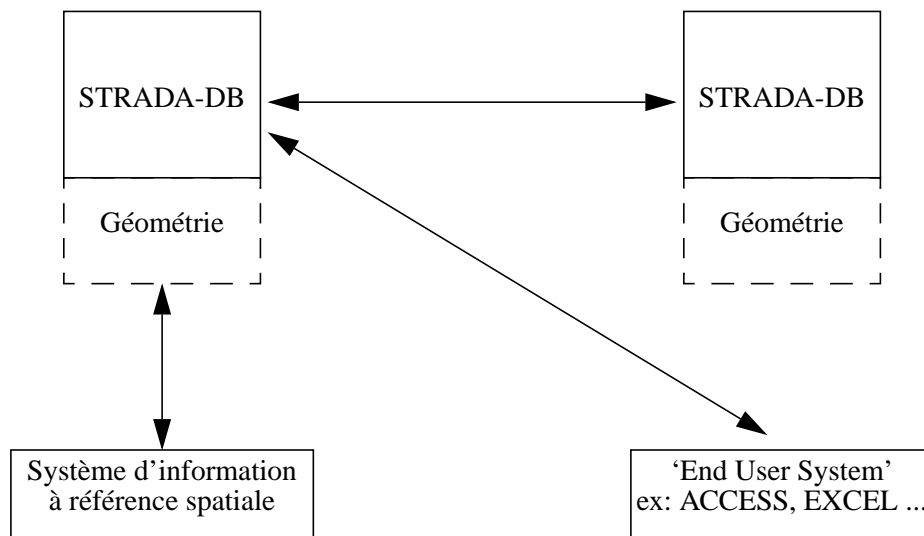 STRADA-DB
STRADA-DB
Géométrie
Géométrie
Système d’information
à référence spatiale
‘End User System’
ex: ACCESS, EXCEL ...